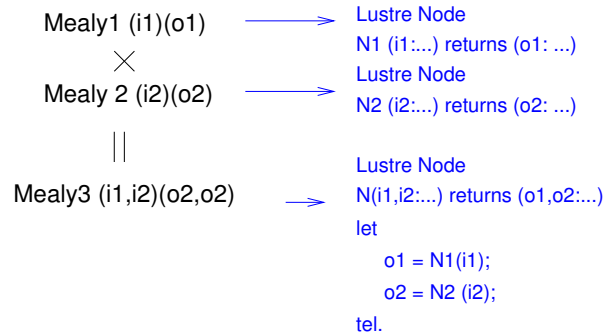 Mealy1 (i1)(o1)
Lustre Node
N1 (i1:...) returns (o1: ...)
×
Mealy 2 (i2)(o2)
Lustre Node
N2 (i2:...) returns (o2: ...)
||
Mealy3 (i1,i2)(o2,o2)
Lustre Node
N(i1,i2:...) returns (o1,o2:...)
let
o1 = N1(i1);
o2 = N2 (i2);
tel.